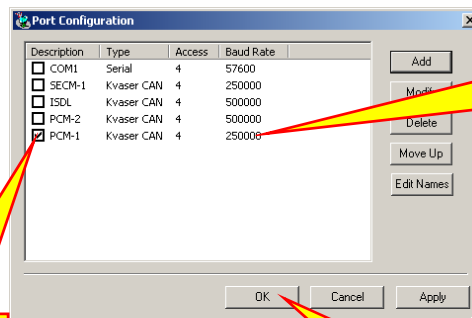 Port Configuration
Description Type Access Baud Rate
COM1 Serial 4 57600
SECM-1 Kvaser CAN 4 250000
ISDL Kvaser CAN 4 500000
PCM-2 Kvaser CAN 4 500000
PCM-1 Kvaser CAN 4 250000
Add
Delete
Move Up
Edit Names
OK Cancel Apply